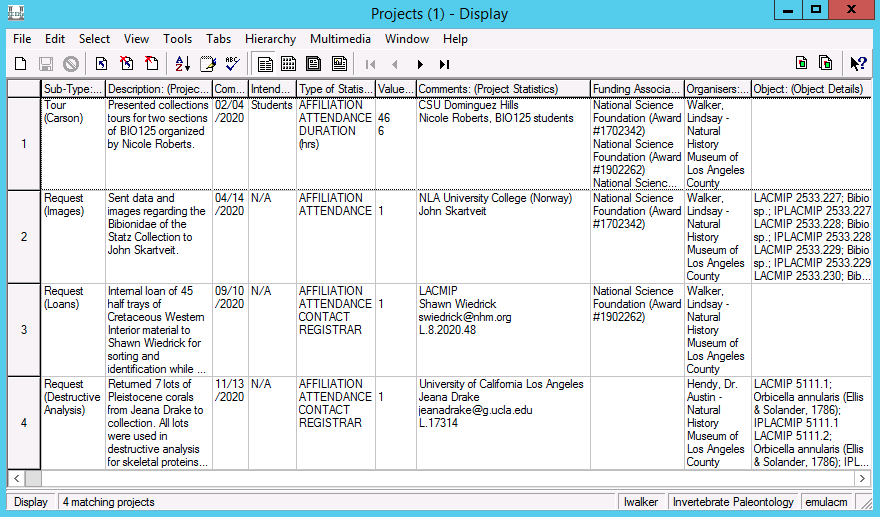 Projects (1) - Display
File Edit Select View Tools Tabs Hierarchy Multimedia Window Help
Sub-Type:... Description: (Projec... Com... Intend... Type of Statis... Value... Comments: (Project Statistics) Funding Associa... Organisers:... Object: (Object Details)
1
Tour
(Carson)
Presented collections
tours for two sections
of BIO125 organized
by Nicole Roberts.
02/04
/2020
Students
AFFILIATION
ATTENDANCE
DURATION
(hrs)
46
6
CSU Dominguez Hills
Nicole Roberts, BIO125 students
National Science
Foundation (Award
#1702342)
National Science
Foundation (Award
#1902262)
National Scienc...
Walker,
Lindsay -
Natural
History
Museum of
Los Angeles
County
2
Request
(Images)
Sent data and
images regarding the
Bibionidae of the
Statz Collection to
John Skartveit.
04/14
/2020
N/A
AFFILIATION
ATTENDANCE
1
NLA University College (Norway)
John Skartveit
National Science
Foundation (Award
#1702342)
Walker,
Lindsay -
Natural
History
Museum of
Los Angeles
County
LACMIP 2533.227; Bibio
sp.; IPLACMIP 2533.227
LACMIP 2533.228; Bibio
sp.; IPLACMIP 2533.228
LACMIP 2533.229; Bibio
sp.; IPLACMIP 2533.229
LACMIP 2533.230; Bib...
3
Request
(Loans)
Internal loan of 45
half trays of
Cretaceous Western
Interior material to
Shawn Wiedrick for
sorting and
identification while ...
09/10
/2020
N/A
AFFILIATION
ATTENDANCE
CONTACT
REGISTRAR
1
LACMIP
Shawn Wiedrick
swiedrick@nhm.org
L.8.2020.48
National Science
Foundation (Award
#1902262)
Walker,
Lindsay -
Natural
History
Museum of
Los Angeles
County
4
Request
(Destructive
Analysis)
Returned 7 lots of
Pleistocene corals
from Jeana Drake to
collection. All lots
were used in
destructive analysis
for skeletal proteins...
11/13
/2020
N/A
AFFILIATION
ATTENDANCE
CONTACT
REGISTRAR
1
University of California Los Angeles
Jeana Drake
jeanadrake@g.ucla.edu
L.17314
Hendy, Dr.
Austin -
Natural
History
Museum of
Los Angeles
County
LACMIP 5111.1;
Orbicella annularis (Ellis
& Solander, 1786);
IPLACMIP 5111.1
LACMIP 5111.2;
Orbicella annularis (Ellis
& Solander, 1786); IPL...
Display 4 matching projects lwalker Invertebrate Paleontology emulacm